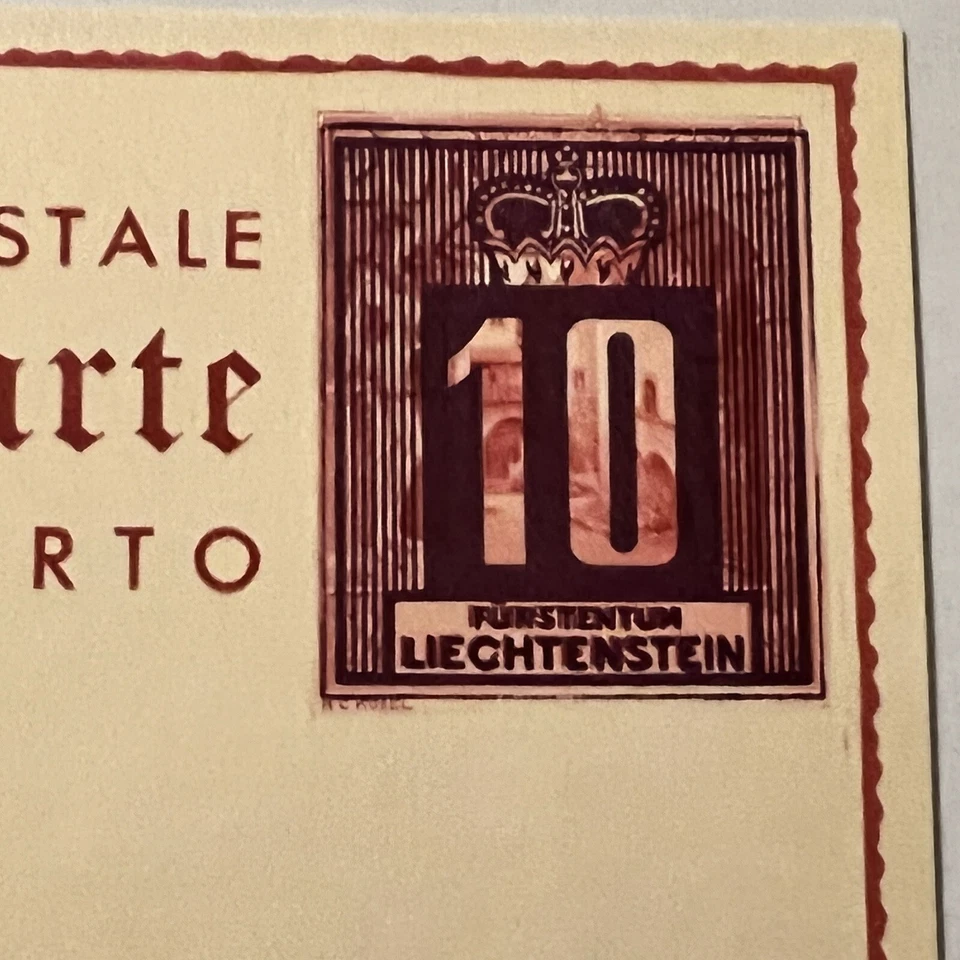 STALE
arte
RTO
10
FÜRSTENTUM
LIECHTENSTEIN